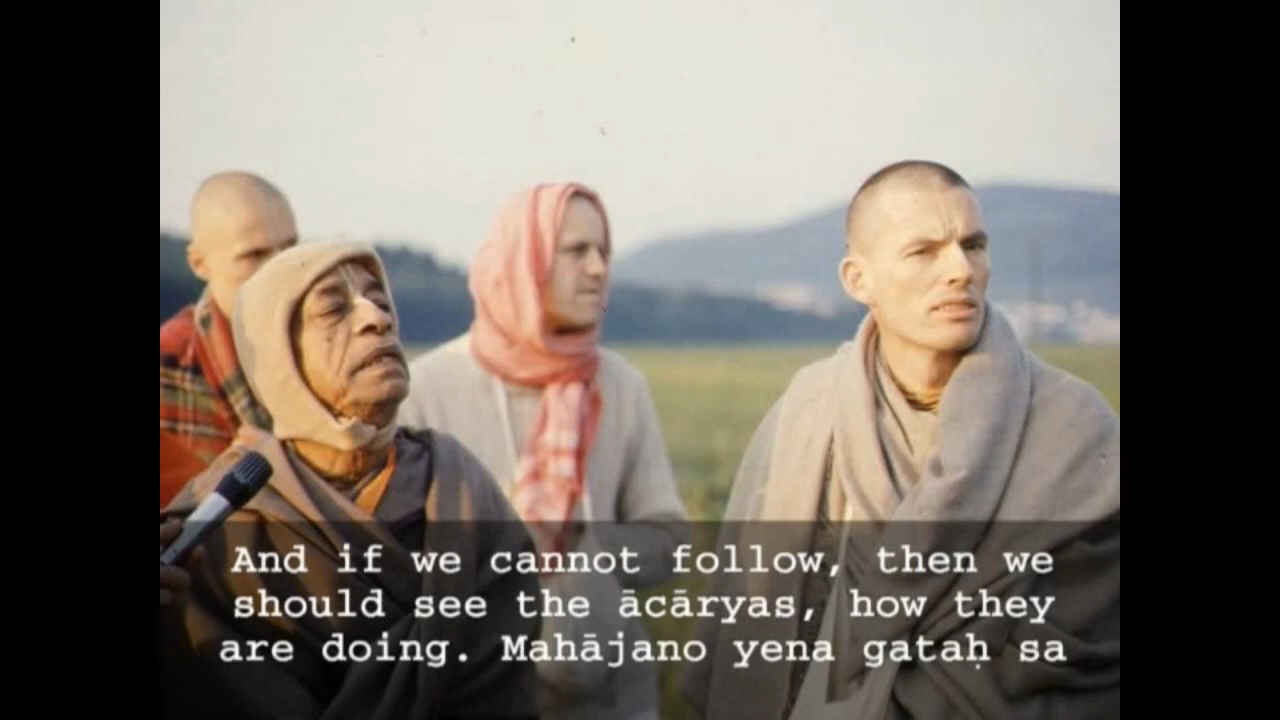 And if we cannot follow, then we
should see the ācāryas, how they
are doing. Mahājano yena gataḥ sa